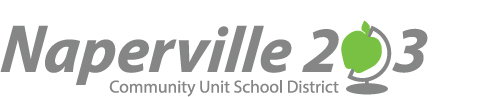 Naperville 203
Community Unit School District